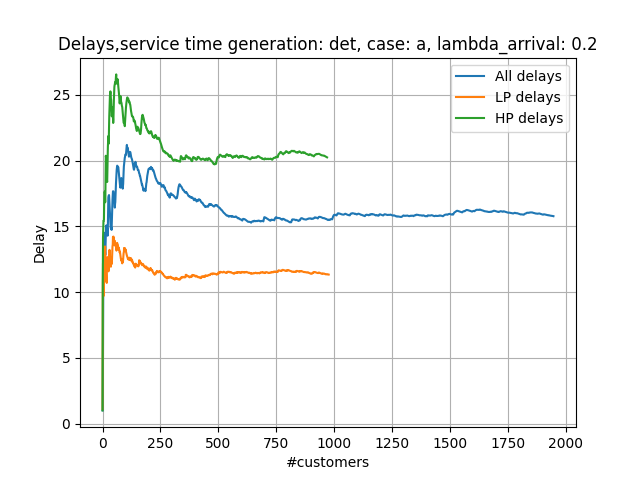 Delays,service time generation: det, case: a, lambda_arrival: 0.2
All delays
LP delays
HP delays
25
20
15
10
5
0
Delay
0 250 500 750 1000 1250 1500 1750 2000
#customers